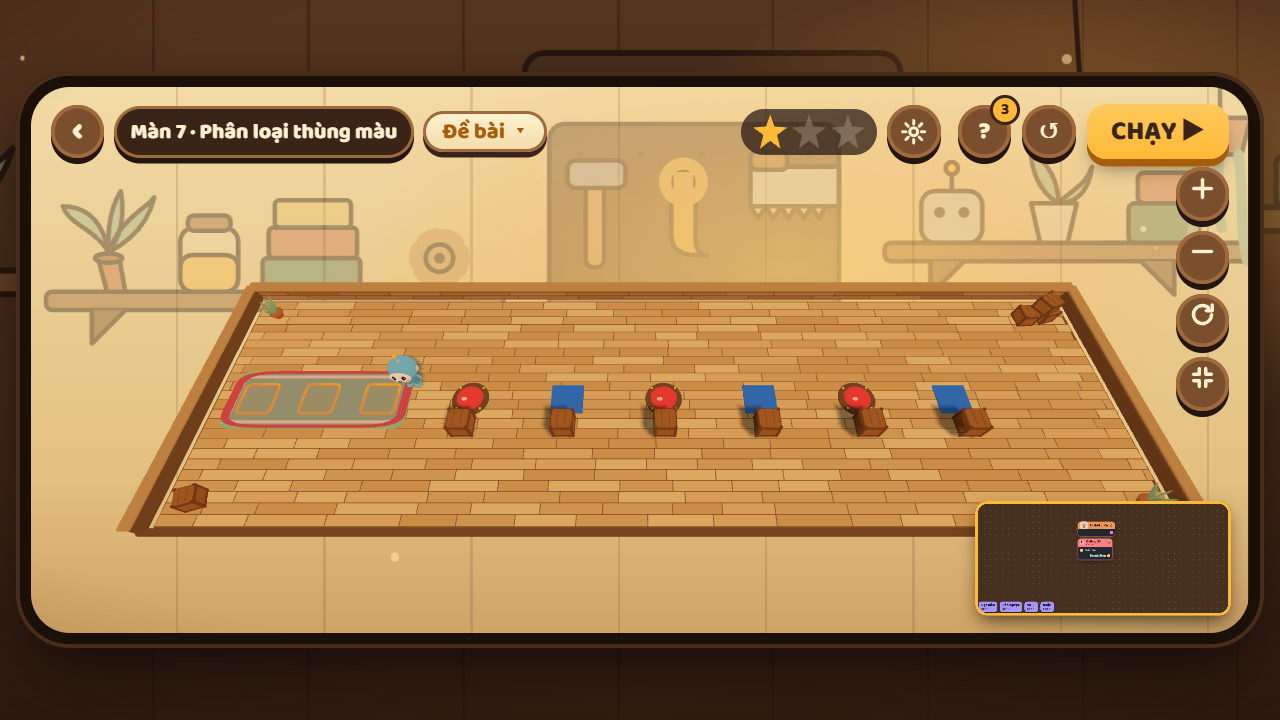 Màn 7 · Phân loại thùng màu
Đề bài
?
3
CHẠY